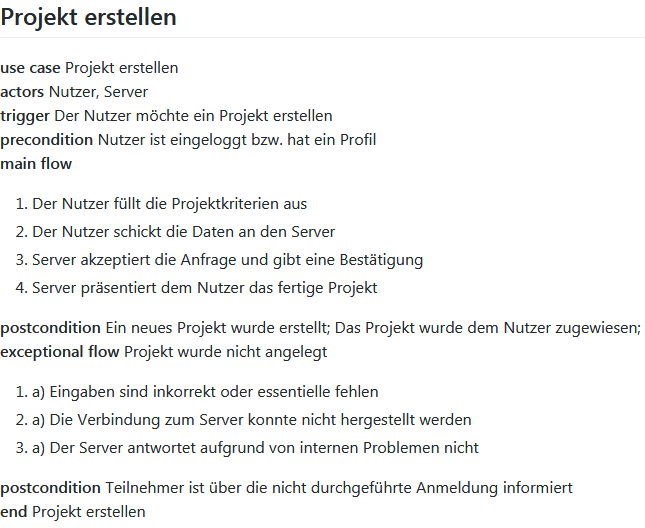 Projekt erstellen
use case Projekt erstellen
actors Nutzer, Server
trigger Der Nutzer möchte ein Projekt erstellen
precondition Nutzer ist eingeloggt bzw. hat ein Profil
main flow
1. Der Nutzer füllt die Projektkriterien aus
2. Der Nutzer schickt die Daten an den Server
3. Server akzeptiert die Anfrage und gibt eine Bestätigung
4. Server präsentiert dem Nutzer das fertige Projekt
postcondition Ein neues Projekt wurde erstellt; Das Projekt wurde dem Nutzer zugewiesen;
exceptional flow Projekt wurde nicht angelegt
1. a) Eingaben sind inkorrekt oder essentielle fehlen
2. a) Die Verbindung zum Server konnte nicht hergestellt werden
3. a) Der Server antwortet aufgrund von internen Problemen nicht
postcondition Teilnehmer ist über die nicht durchgeführte Anmeldung informiert
end Projekt erstellen